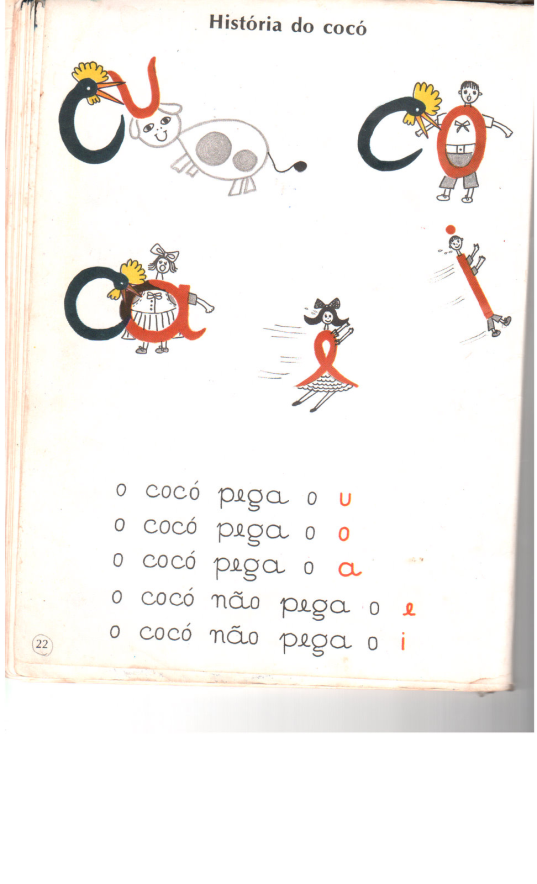 História do cocó
o cocó pega o u
o cocó pega o o
o cocó pega o a
o cocó não pega o e
o cocó não pega o i
22